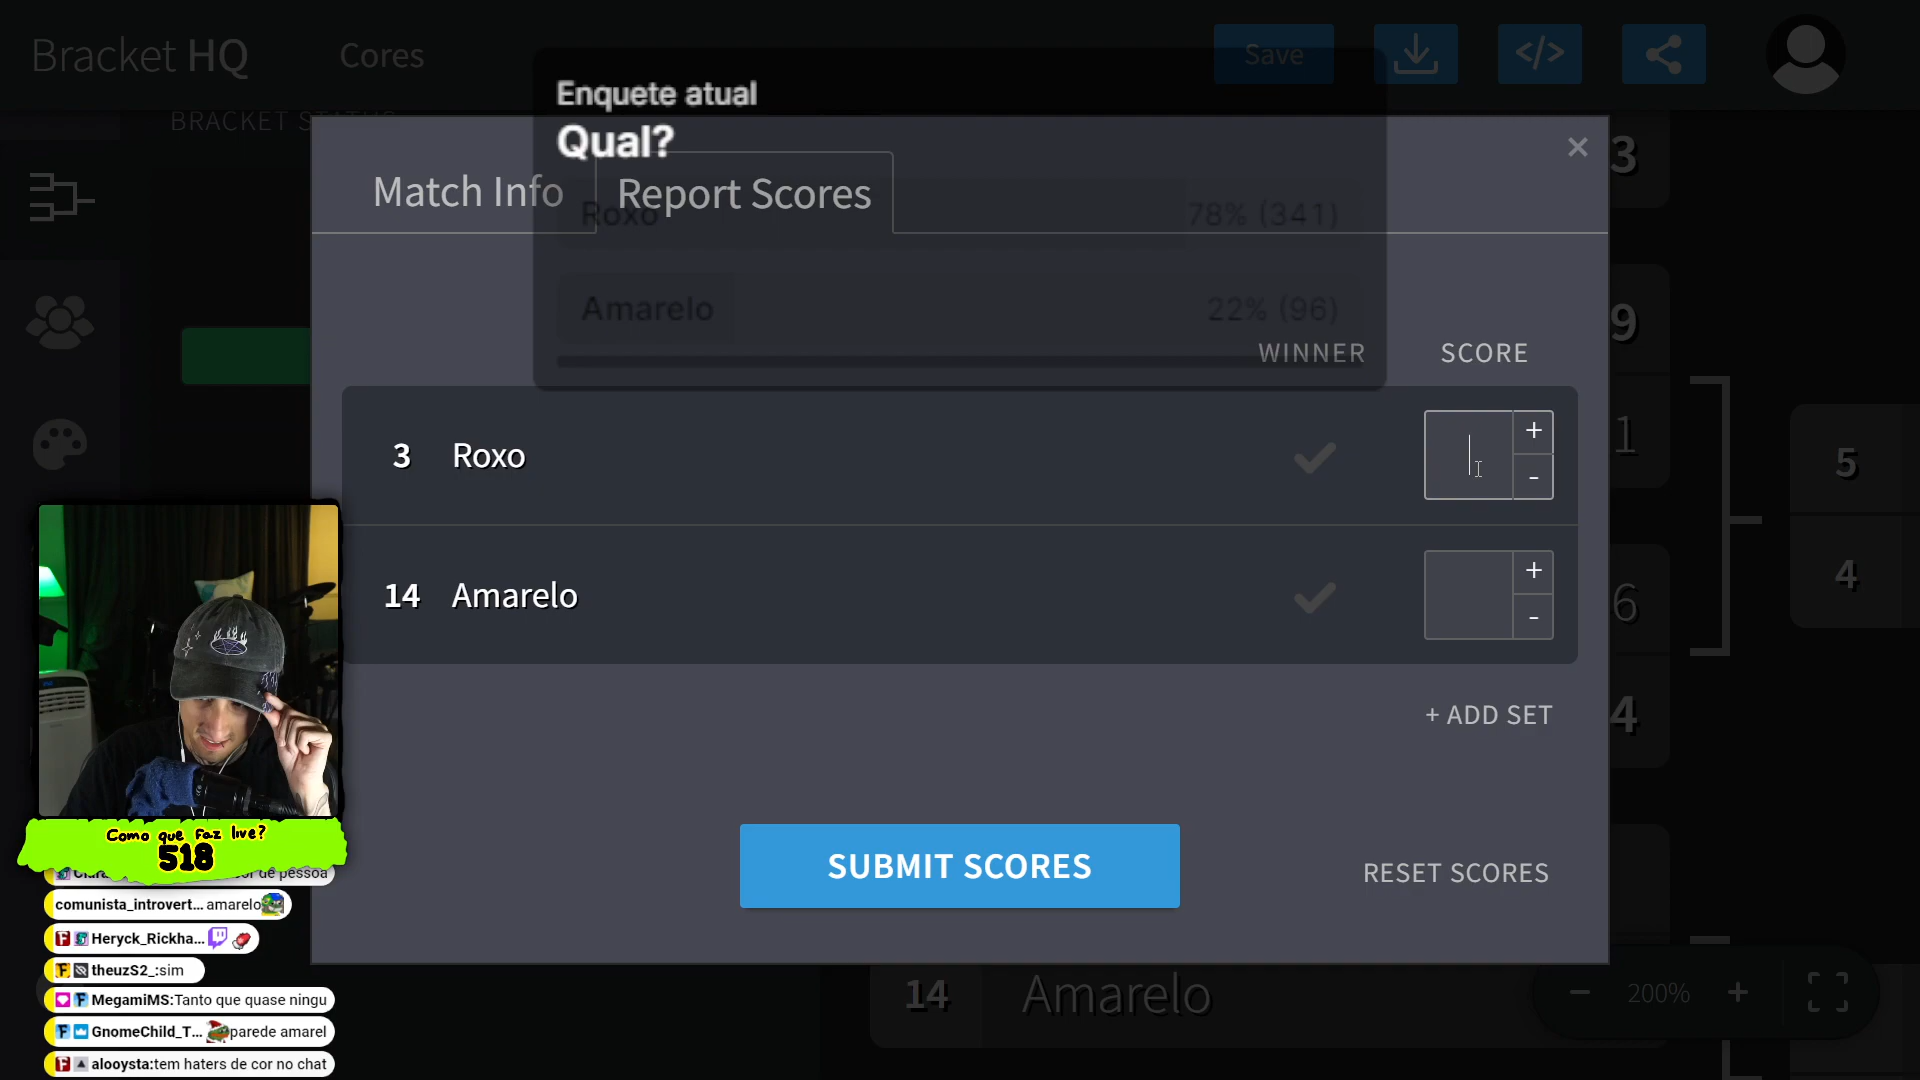 Bracket HQ
Cores
Save
</>
BRACKET
Enquete atual
Qual?
Match Info
Report Scores
×
Roxo 78% (341)
Amarelo 22% (96)
WINNER SCORE
3 Roxo + -
14 Amarelo + -
+ ADD SET
SUBMIT SCORES
RESET SCORES
3
9
1
6
4
5
4
14 Amarelo
− 200% +
Como que faz live?
518
de pessoa
comunista_introvert... amarelo
Heryck_Rickha...
theuzS2_:sim
MegamiMS:Tanto que quase ningu
GnomeChild_T... parede amarel
alooysta:tem haters de cor no chat